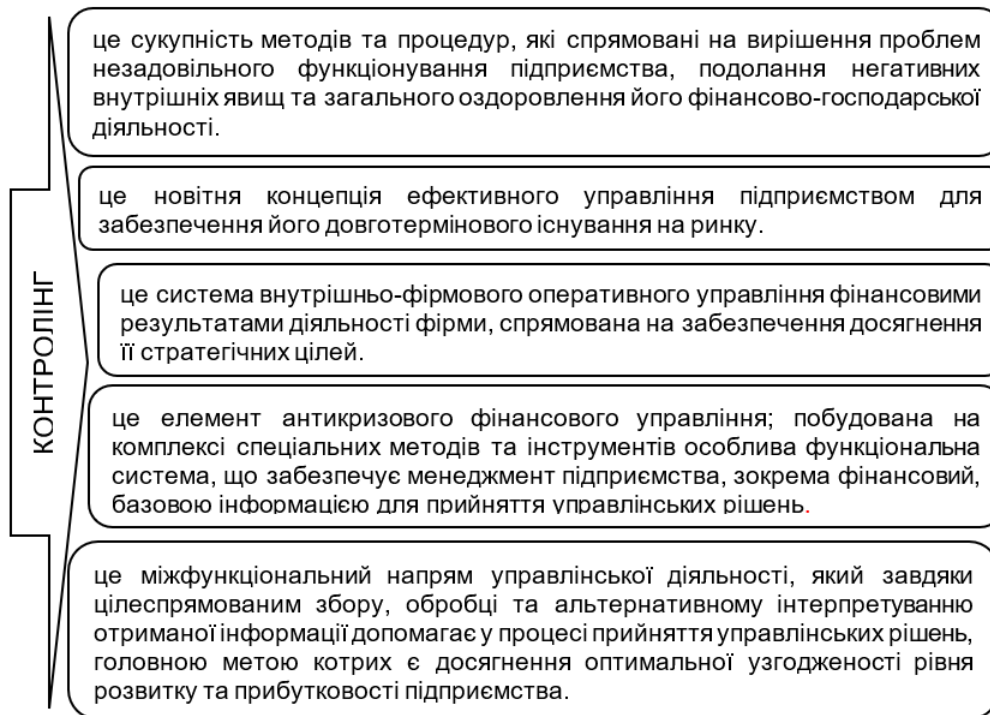 КОНТРОЛІНГ
це сукупність методів та процедур, які спрямовані на вирішення проблем
незадовільного функціонування підприємства, подолання негативних
внутрішніх явищ та загального оздоровлення його фінансово-господарської
діяльності.
це новітня концепція ефективного управління підприємством для
забезпечення його довготермінового існування на ринку.
це система внутрішньо-фірмового оперативного управління фінансовими
результатами діяльності фірми, спрямована на забезпечення досягнення
її стратегічних цілей.
це елемент антикризового фінансового управління; побудована на
комплексі спеціальних методів та інструментів особлива функціональна
система, що забезпечує менеджмент підприємства, зокрема фінансовий,
базовою інформацією для прийняття управлінських рішень.
це міжфункціональний напрям управлінської діяльності, який завдяки
цілеспрямованим збору, обробці та альтернативному інтерпретуванню
отриманої інформації допомагає у процесі прийняття управлінських рішень,
головною метою котрих є досягнення оптимальної узгодженості рівня
розвитку та прибутковості підприємства.